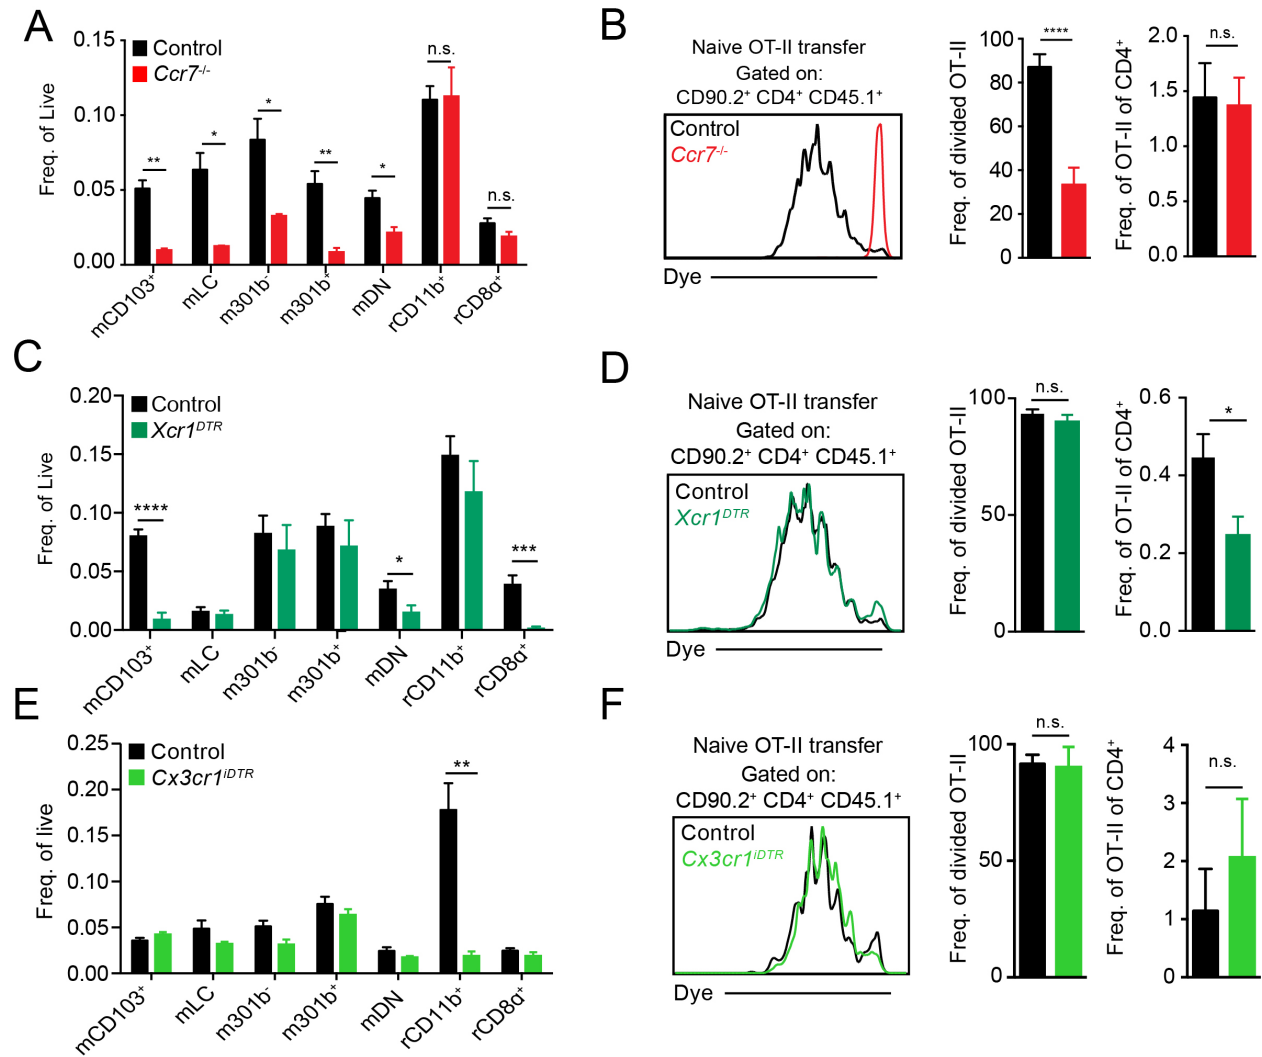 A
0.15
0.10
0.05
0.00
Freq. of Live
Control
Ccr7-/-
**
*
*
**
*
n.s.
n.s.
mCD103+
mLC
m301b-
m301b+
mDN
rCD11b+
rCD8α+
B
Naive OT-II transfer
Gated on:
CD90.2+ CD4+ CD45.1+
Control
Ccr7-/-
Dye
Freq. of divided OT-II
100
80
60
40
20
0
****
Freq. of OT-II of CD4+
2.0
1.5
1.0
0.5
0.0
n.s.
C
0.20
0.15
0.10
0.05
0.00
Freq. of Live
Control
Xcr1DTR
****
*
***
mCD103+
mLC
m301b-
m301b+
mDN
rCD11b+
rCD8α+
D
Naive OT-II transfer
Gated on:
CD90.2+ CD4+ CD45.1+
Control
Xcr1DTR
Dye
Freq. of divided OT-II
100
50
0
n.s.
Freq. of OT-II of CD4+
0.6
0.4
0.2
0.0
*
E
0.25
0.20
0.15
0.10
0.05
0.00
Freq. of live
Control
Cx3cr1iDTR
**
mCD103+
mLC
m301b-
m301b+
mDN
rCD11b+
rCD8α+
F
Naive OT-II transfer
Gated on:
CD90.2+ CD4+ CD45.1+
Control
Cx3cr1iDTR
Dye
Freq. of divided OT-II
100
50
0
n.s.
Freq. of OT-II of CD4+
4
3
2
1
0
n.s.